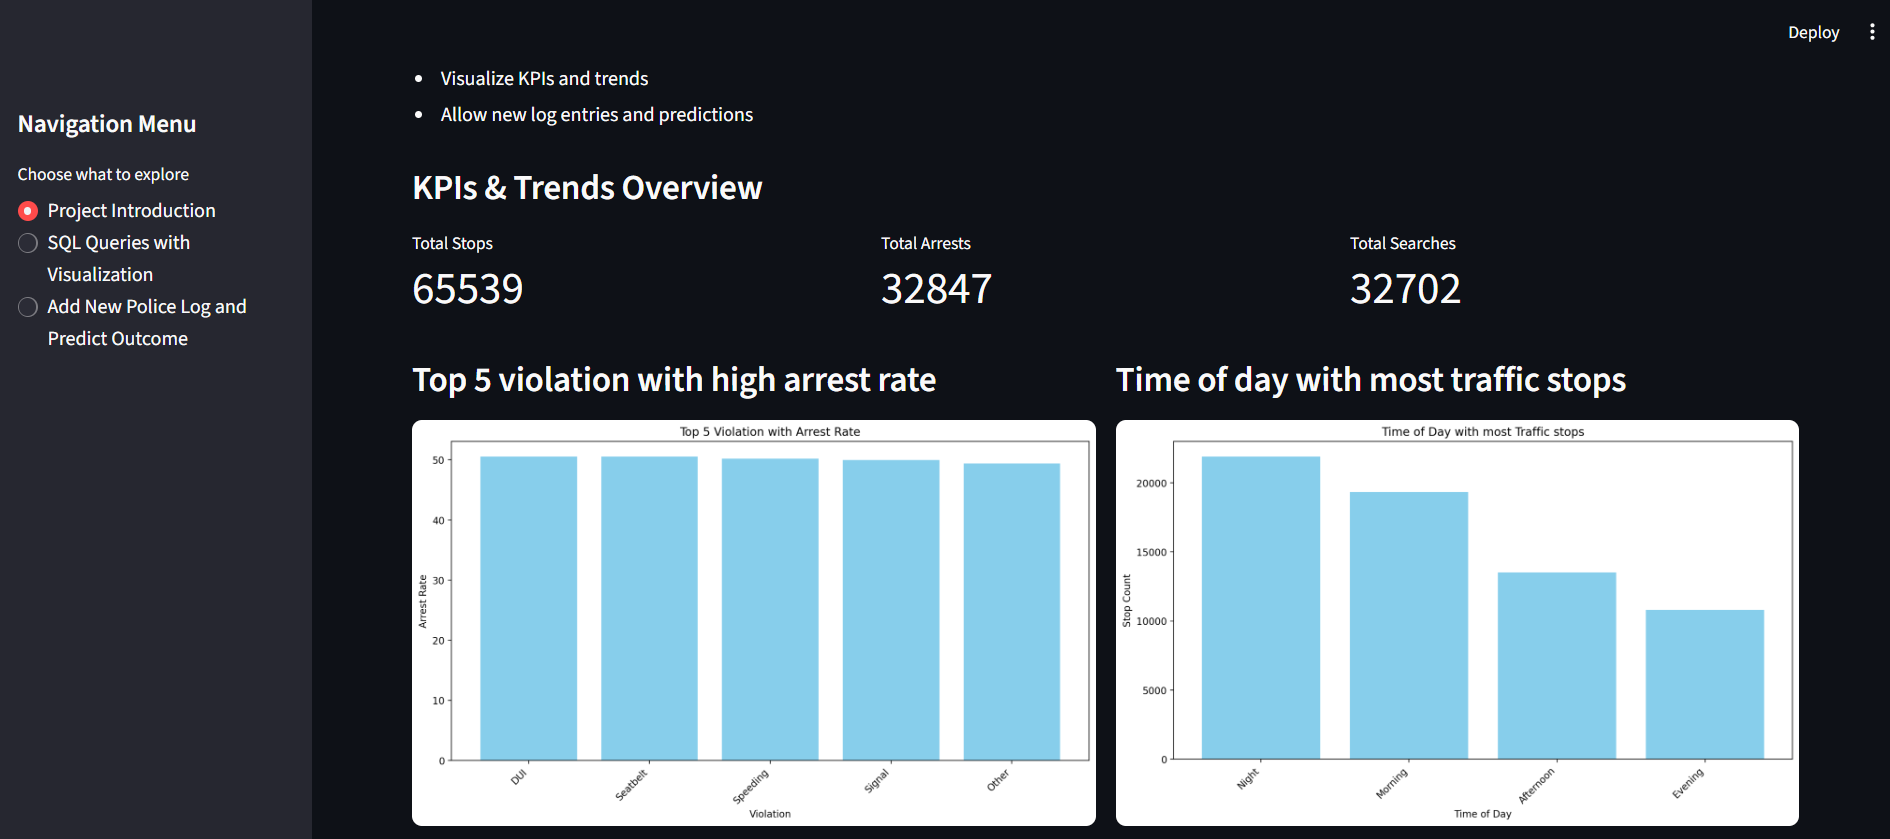 Deploy
Navigation Menu
Choose what to explore
Project Introduction
SQL Queries with
Visualization
Add New Police Log and
Predict Outcome
Visualize KPIs and trends
Allow new log entries and predictions
KPIs & Trends Overview
Total Stops
65539
Total Arrests
32847
Total Searches
32702
Top 5 violation with high arrest rate
Top 5 Violation with Arrest Rate
Arrest Rate
50
40
30
20
10
0
DUI
Seatbelt
Speeding
Signal
Other
Violation
Time of day with most traffic stops
Time of Day with most Traffic stops
Stop Count
20000
15000
10000
5000
0
Night
Morning
Afternoon
Evening
Time of Day